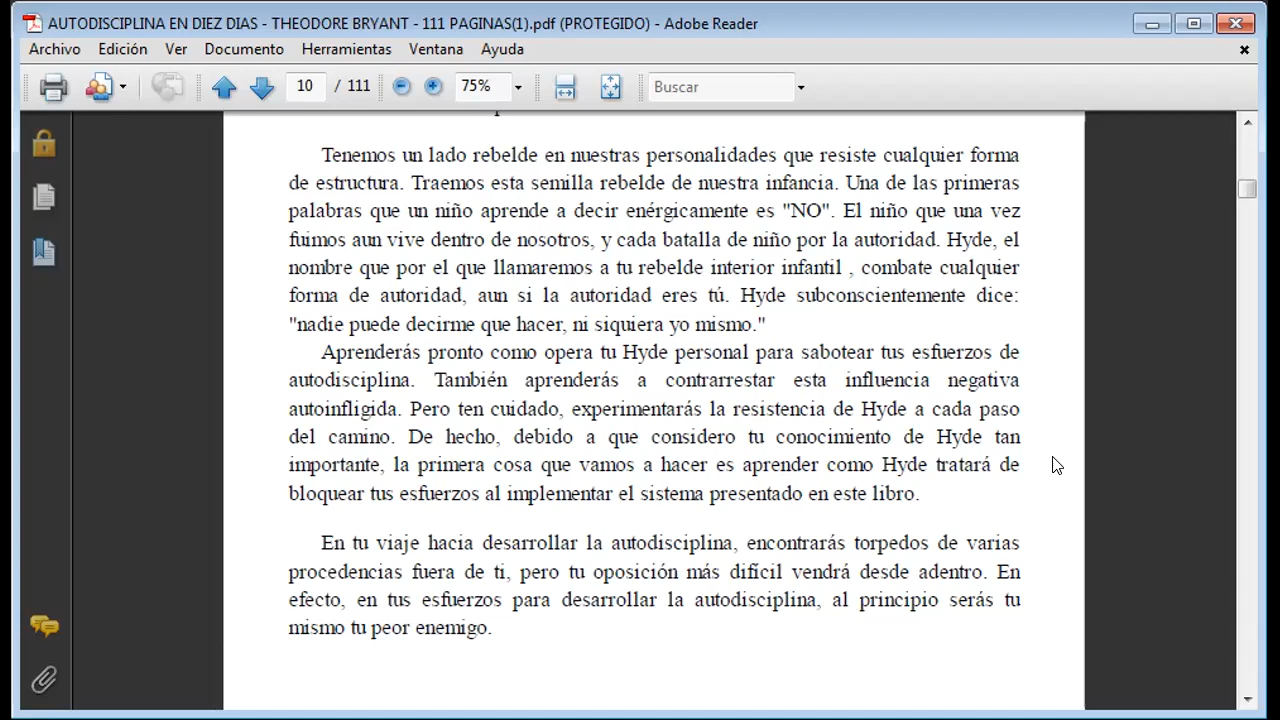 AUTODISCIPLINA EN DIEZ DIAS - THEODORE BRYANT - 111 PAGINAS(1).pdf (PROTEGIDO) - Adobe Reader
Archivo Edición Ver Documento Herramientas Ventana Ayuda
10 / 111 75% Buscar
Tenemos un lado rebelde en nuestras personalidades que resiste cualquier forma
de estructura. Traemos esta semilla rebelde de nuestra infancia. Una de las primeras
palabras que un niño aprende a decir enérgicamente es "NO". El niño que una vez
fuimos aun vive dentro de nosotros, y cada batalla de niño por la autoridad. Hyde, el
nombre que por el que llamaremos a tu rebelde interior infantil , combate cualquier
forma de autoridad, aun si la autoridad eres tú. Hyde subconscientemente dice:
"nadie puede decirme que hacer, ni siquiera yo mismo."
Aprenderás pronto como opera tu Hyde personal para sabotear tus esfuerzos de
autodisciplina. También aprenderás a contrarrestar esta influencia negativa
autoinfligida. Pero ten cuidado, experimentarás la resistencia de Hyde a cada paso
del camino. De hecho, debido a que considero tu conocimiento de Hyde tan
importante, la primera cosa que vamos a hacer es aprender como Hyde tratará de
bloquear tus esfuerzos al implementar el sistema presentado en este libro.
En tu viaje hacia desarrollar la autodisciplina, encontrarás torpedos de varias
procedencias fuera de ti, pero tu oposición más difícil vendrá desde adentro. En
efecto, en tus esfuerzos para desarrollar la autodisciplina, al principio serás tu
mismo tu peor enemigo.